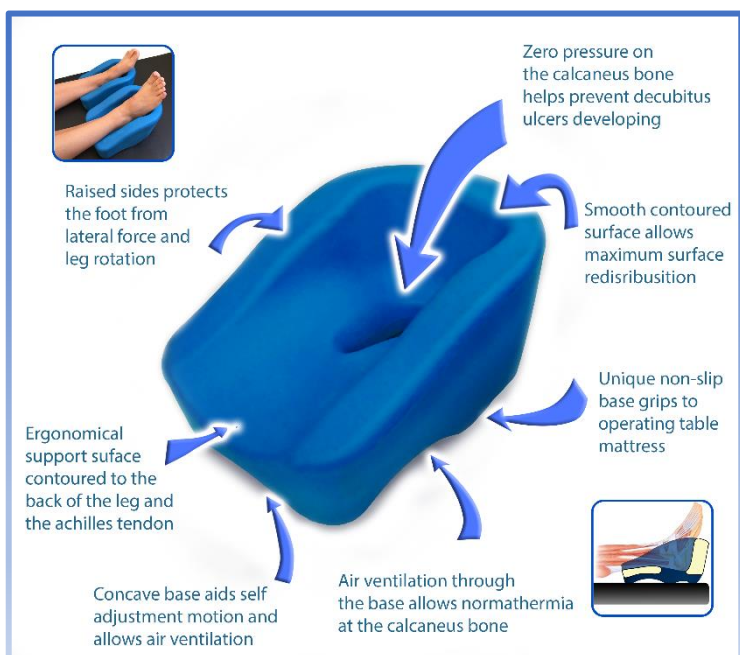 Zero pressure on
the calcaneus bone
helps prevent decubitus
ulcers developing
Raised sides protects
the foot from
lateral force and
leg rotation
Smooth contoured
surface allows
maximum surface
redisribusition
Unique non-slip
base grips to
operating table
mattress
Ergonomical
support suface
contoured to the
back of the leg and
the achilles tendon
Concave base aids self
adjustment motion and
allows air ventilation
Air ventilation through
the base allows normathermia
at the calcaneus bone